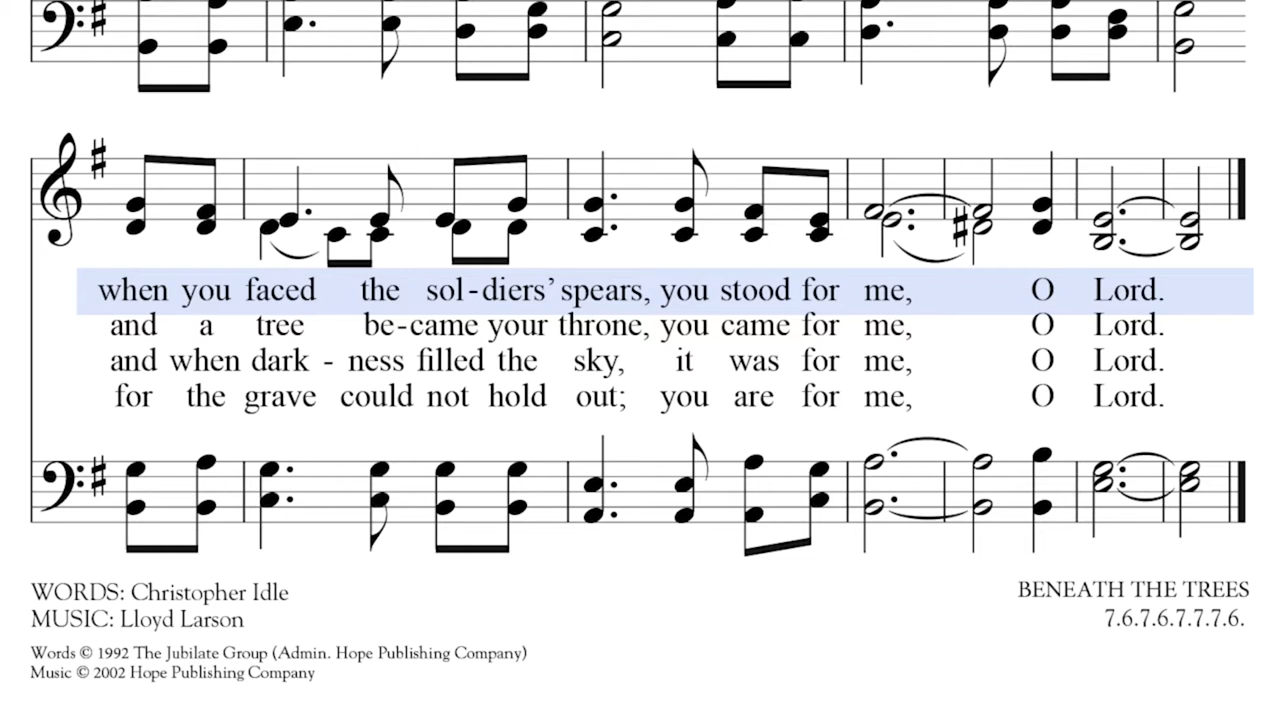 when you faced the sol-diers' spears, you stood for me, O Lord.
and a tree be-came your throne, you came for me, O Lord.
and when dark - ness filled the sky, it was for me, O Lord.
for the grave could not hold out; you are for me, O Lord.
WORDS: Christopher Idle
MUSIC: Lloyd Larson
BENEATH THE TREES
7.6.7.6.7.7.7.6.
Words © 1992 The Jubilate Group (Admin. Hope Publishing Company)
Music © 2002 Hope Publishing Company